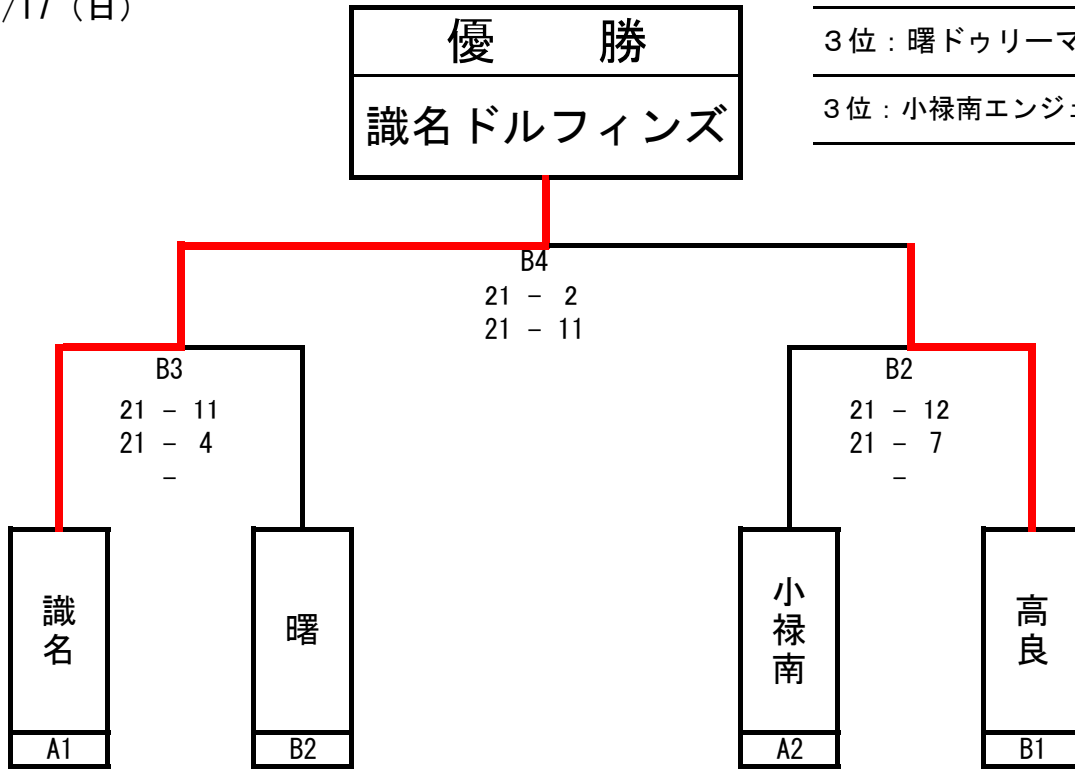 /17（日）
優　勝
識名ドルフィンズ
３位：曙ドゥリーマ
３位：小禄南エンジェ
B4
21 － 2
21 － 11
B3
21 － 11
21 － 4
－
B2
21 － 12
21 － 7
－
識名
曙
小禄南
高良
A1
B2
A2
B1